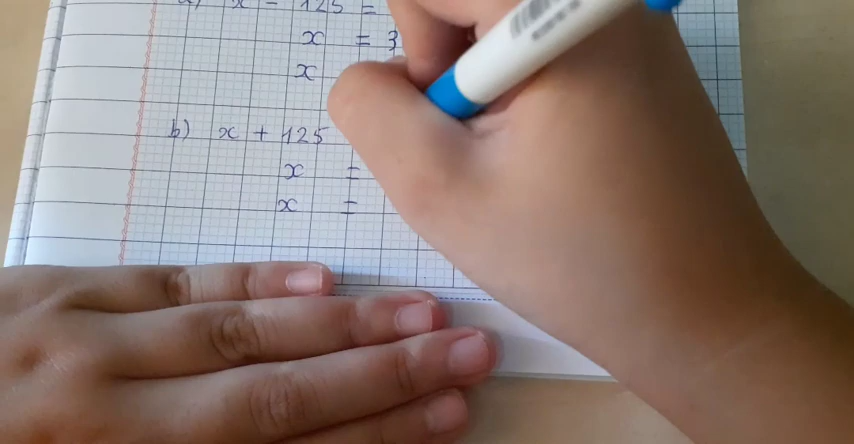 a) x - 125 =
x = 3
x
b) x + 125
x =
x =